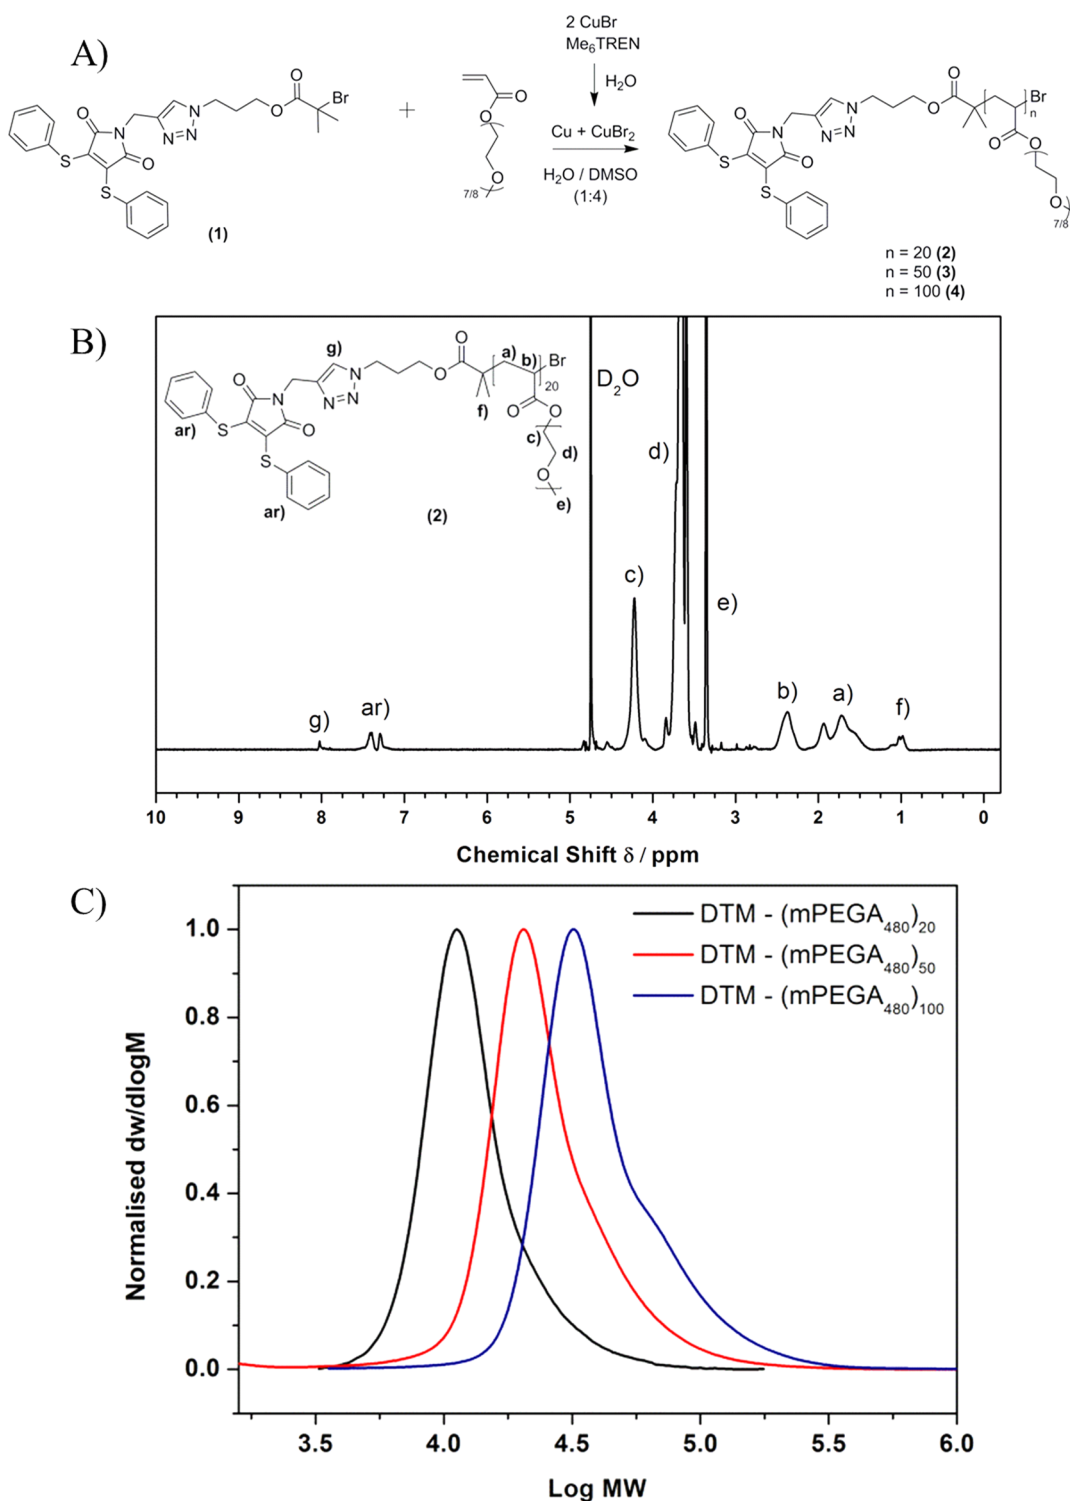 A)
2 CuBr
Me6TREN
H2O
Cu + CuBr2
H2O / DMSO
(1:4)
+
O
O
Br
N
N
N
N
O
O
S
S
(1)
O
O
O
7/8
O
O
Br
n
N
N
N
N
O
O
S
S
O
O
O
7/8
n = 20 (2)
n = 50 (3)
n = 100 (4)
B)
g)
N
N
N
N
O
O
O
O
a)
b)
Br
20
f)
O
O
c)
d)
O
e)
S
S
ar)
ar)
(2)
D2O
d)
c)
e)
g)
ar)
b)
a)
f)
10 9 8 7 6 5 4 3 2 1 0
Chemical Shift δ / ppm
C)
DTM - (mPEGA480)20
DTM - (mPEGA480)50
DTM - (mPEGA480)100
Normalised dw/dlogM
1.0
0.8
0.6
0.4
0.2
0.0
3.5 4.0 4.5 5.0 5.5 6.0
Log MW